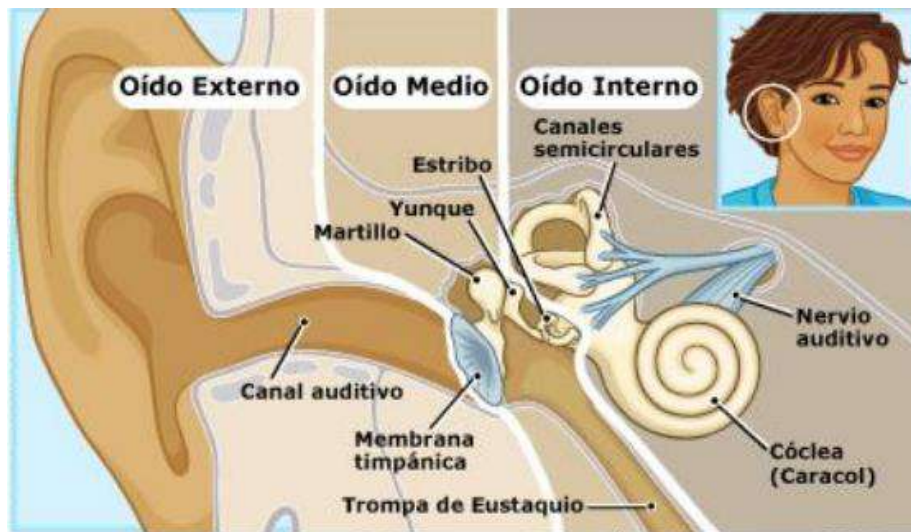 Oído Externo
Oído Medio
Oído Interno
Canales
semicirculares
Estribo
Yunque
Martillo
Nervio
auditivo
Canal auditivo
Membrana
timpánica
Cóclea
(Caracol)
Trompa de Eustaquio